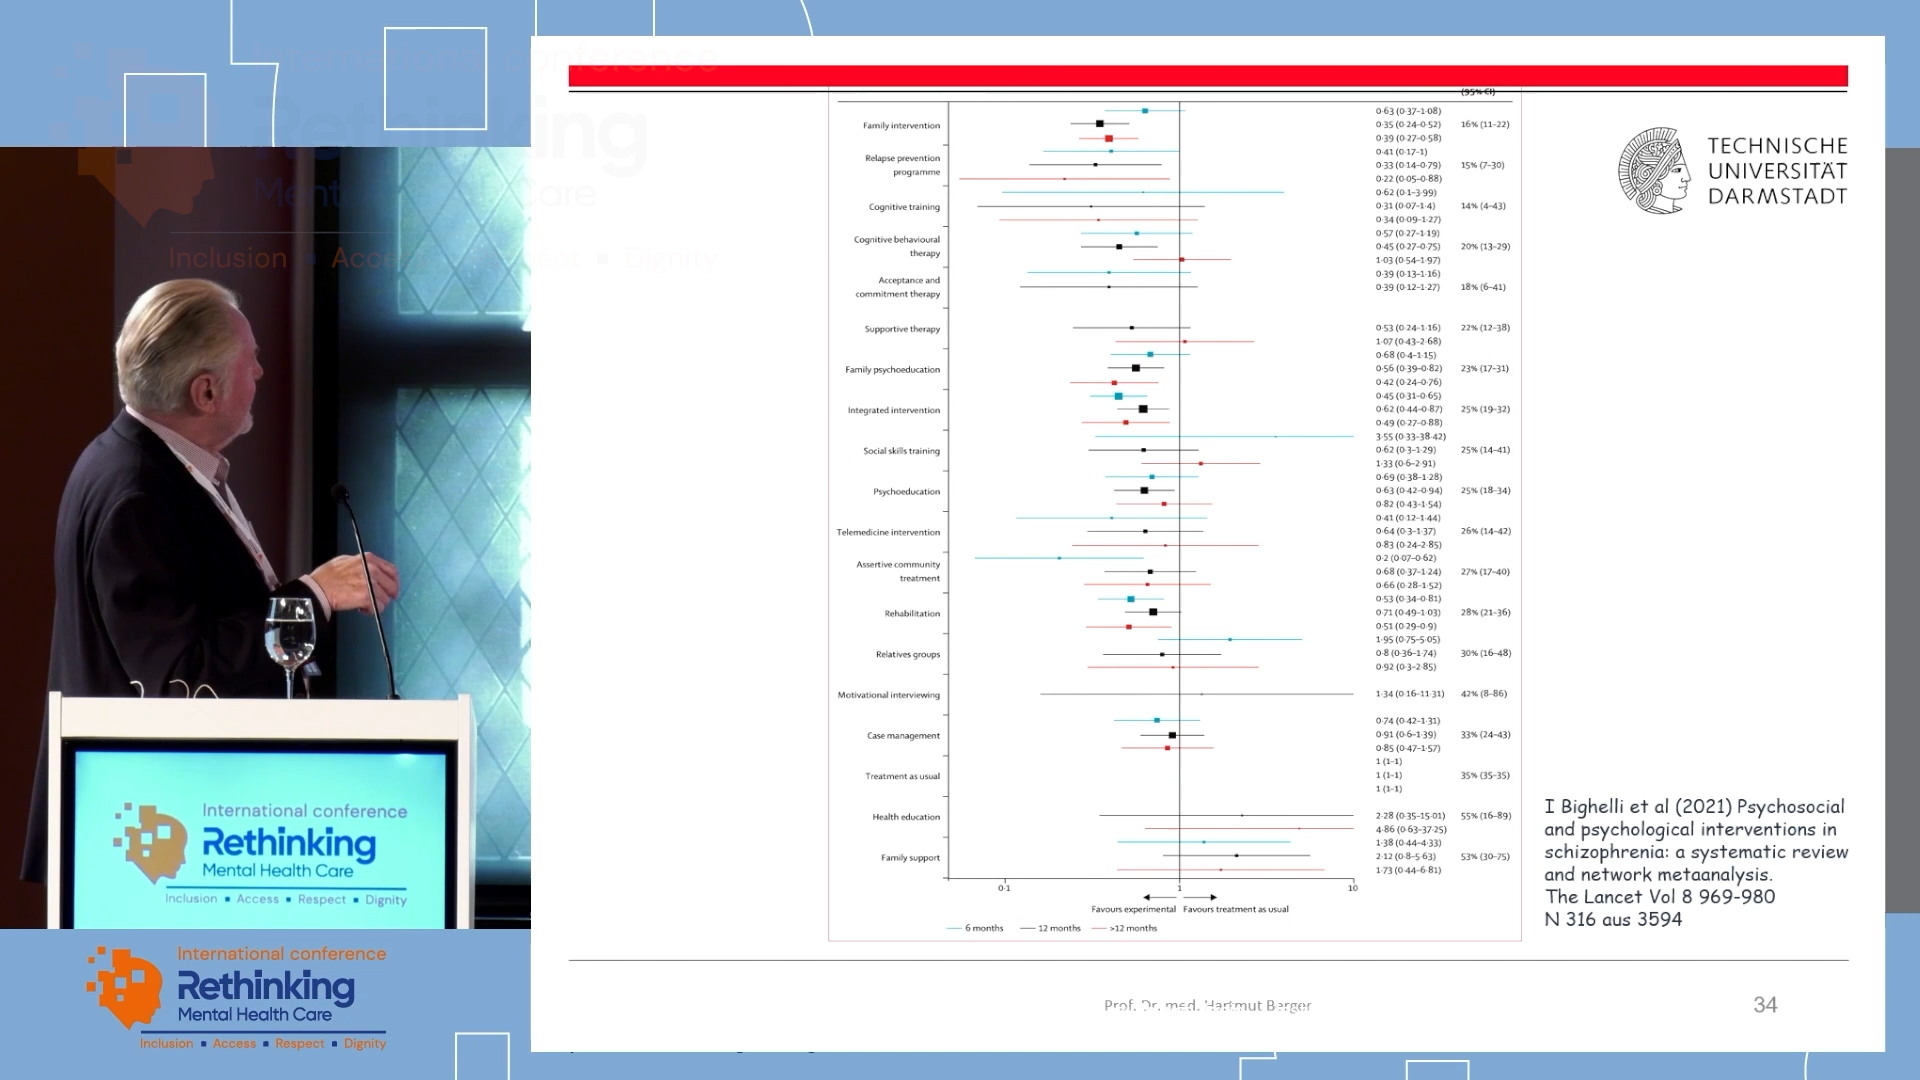 (95% CI)
Family intervention
0·63 (0·37–1·08)
0·35 (0·24–0·52) 16% (11–22)
0·39 (0·27–0·58)
Relapse prevention
programme
0·41 (0·17–1)
0·33 (0·14–0·79) 15% (7–30)
0·22 (0·05–0·88)
Cognitive training
0·62 (0·1–3·99)
0·31 (0·07–1·4) 14% (4–43)
0·34 (0·09–1·27)
Cognitive behavioural
therapy
0·57 (0·27–1·19)
0·45 (0·27–0·75) 20% (13–29)
1·03 (0·54–1·97)
Acceptance and
commitment therapy
0·39 (0·13–1·16)
0·39 (0·12–1·27) 18% (6–41)
Supportive therapy
0·53 (0·24–1·16) 22% (12–38)
1·07 (0·43–2·68)
Family psychoeducation
0·68 (0·4–1·15)
0·56 (0·39–0·82) 23% (17–31)
0·42 (0·24–0·76)
Integrated intervention
0·45 (0·31–0·65)
0·62 (0·44–0·87) 25% (19–32)
0·49 (0·27–0·88)
Social skills training
3·55 (0·33–38·42)
0·62 (0·3–1·29) 25% (14–41)
1·33 (0·6–2·91)
Psychoeducation
0·69 (0·38–1·28)
0·63 (0·42–0·94) 25% (18–34)
0·82 (0·43–1·54)
Telemedicine intervention
0·41 (0·12–1·44)
0·64 (0·3–1·37) 26% (14–42)
0·83 (0·24–2·85)
Assertive community
treatment
0·2 (0·07–0·62)
0·68 (0·37–1·24) 27% (17–40)
0·66 (0·28–1·52)
Rehabilitation
0·53 (0·34–0·81)
0·71 (0·49–1·03) 28% (21–36)
0·51 (0·29–0·9)
Relatives groups
1·95 (0·75–5·05)
0·8 (0·36–1·74) 30% (16–48)
0·92 (0·3–2·85)
Motivational interviewing
1·34 (0·16–11·31) 42% (8–86)
Case management
0·74 (0·42–1·31)
0·91 (0·6–1·39) 33% (24–43)
0·85 (0·47–1·57)
Treatment as usual
1 (1–1)
1 (1–1) 35% (35–35)
1 (1–1)
Health education
2·28 (0·35–15·01) 55% (16–89)
4·86 (0·63–37·25)
Family support
1·38 (0·44–4·33)
2·12 (0·8–5·63) 53% (30–75)
1·73 (0·44–6·81)
0·1 1 10
Favours experimental Favours treatment as usual
6 months 12 months >12 months
TECHNISCHE
UNIVERSITÄT
DARMSTADT
I Bighelli et al (2021) Psychosocial
and psychological interventions in
schizophrenia: a systematic review
and network metaanalysis.
The Lancet Vol 8 969-980
N 316 aus 3594
Prof. Dr. med. Hartmut Berger
34
International conference
Rethinking
Mental Health Care
Inclusion ▪ Access ▪ Respect ▪ Dignity
International conference
Rethinking
Mental Health Care
Inclusion ▪ Access ▪ Respect ▪ Dignity